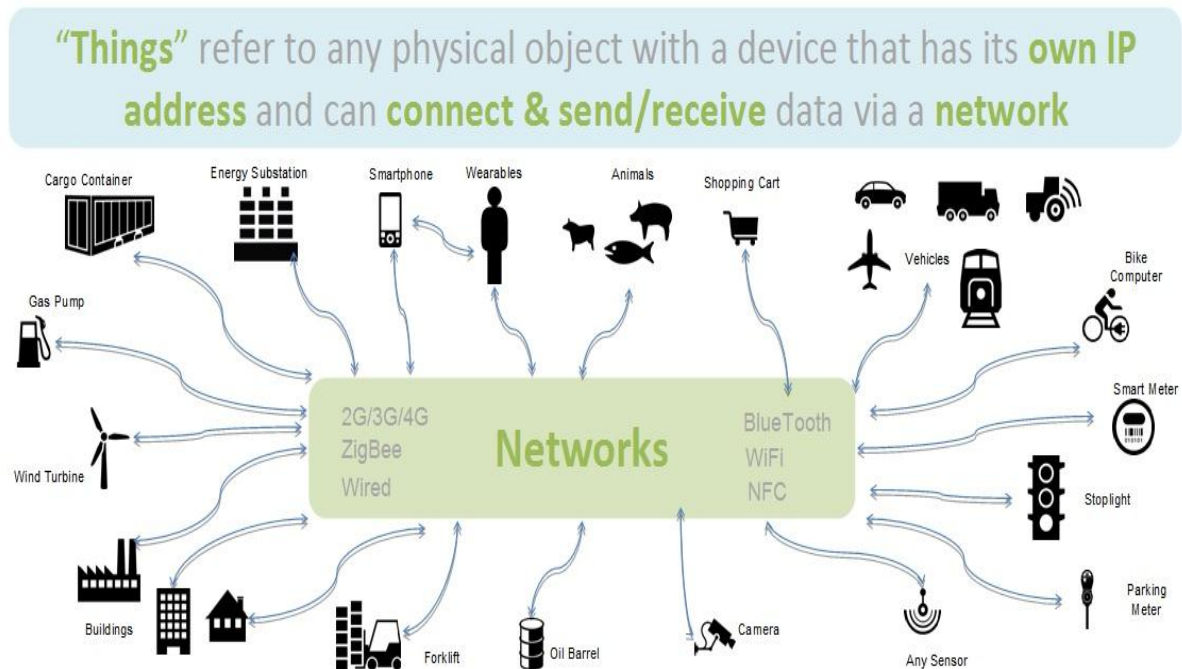 “Things” refer to any physical object with a device that has its own IP
address and can connect & send/receive data via a network
Cargo Container
Energy Substation
Smartphone
Wearables
Animals
Shopping Cart
Vehicles
Bike
Computer
Gas Pump
Smart Meter
010101
2G/3G/4G
ZigBee
Wired
Networks
BlueTooth
WiFi
NFC
Wind Turbine
Stoplight
Buildings
Forklift
Oil Barrel
Camera
Any Sensor
Parking
Meter